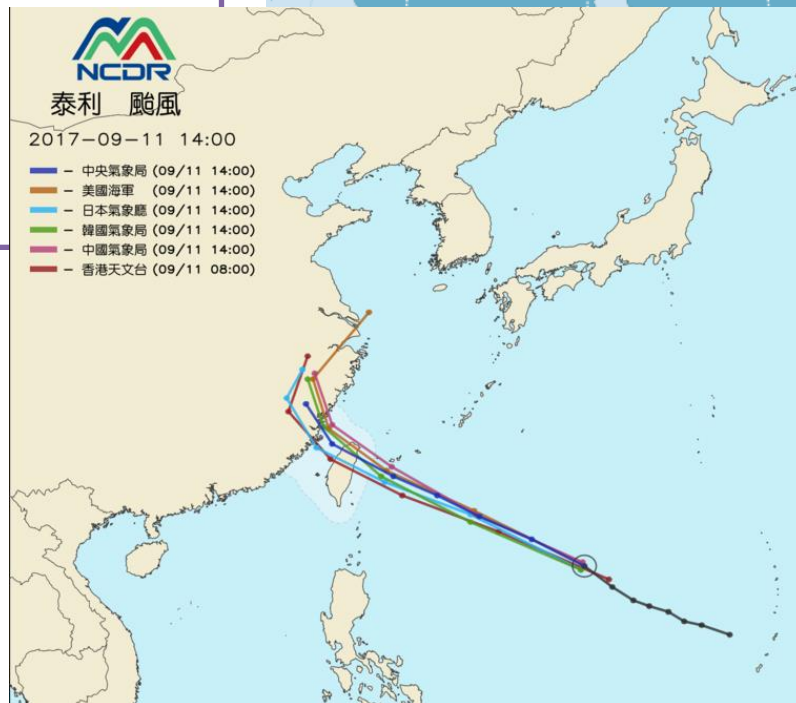 NCDR
泰利 颱風
2017-09-11 14:00
- 中央氣象局 (09/11 14:00)
- 美國海軍 (09/11 14:00)
- 日本氣象廳 (09/11 14:00)
- 韓國氣象局 (09/11 14:00)
- 中國氣象局 (09/11 14:00)
- 香港天文台 (09/11 08:00)